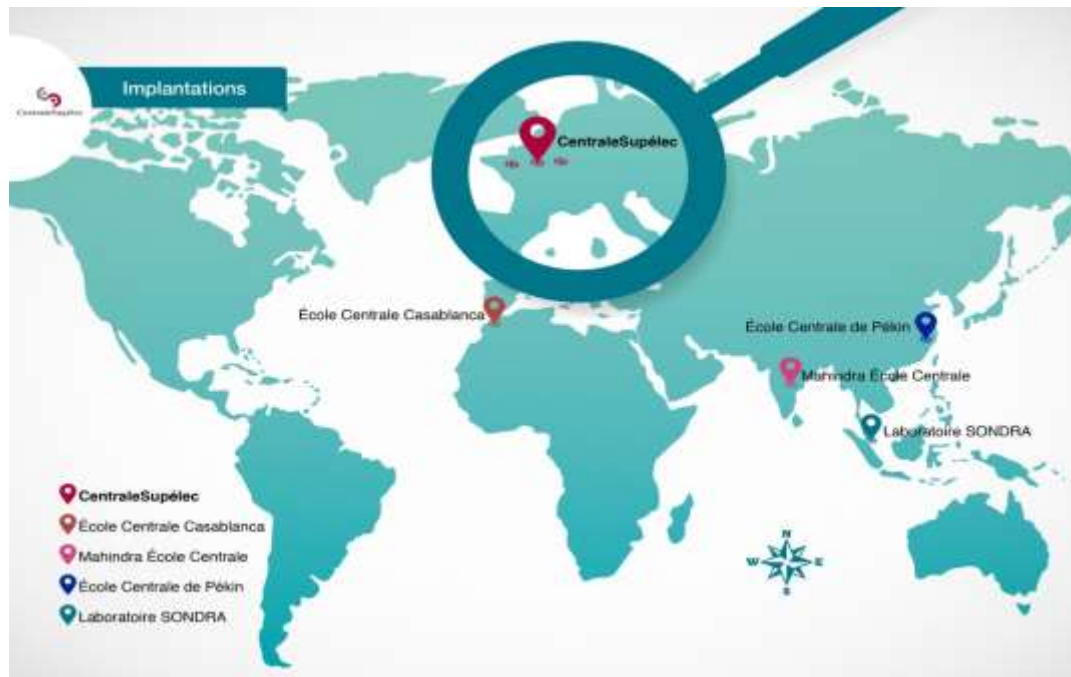 CentraleSupélec
Implantations
CentraleSupélec
École Centrale Casablanca
École Centrale de Pékin
Mahindra École Centrale
Laboratoire SONDRA
CentraleSupélec
École Centrale Casablanca
Mahindra École Centrale
École Centrale de Pékin
Laboratoire SONDRA
N
W E
S